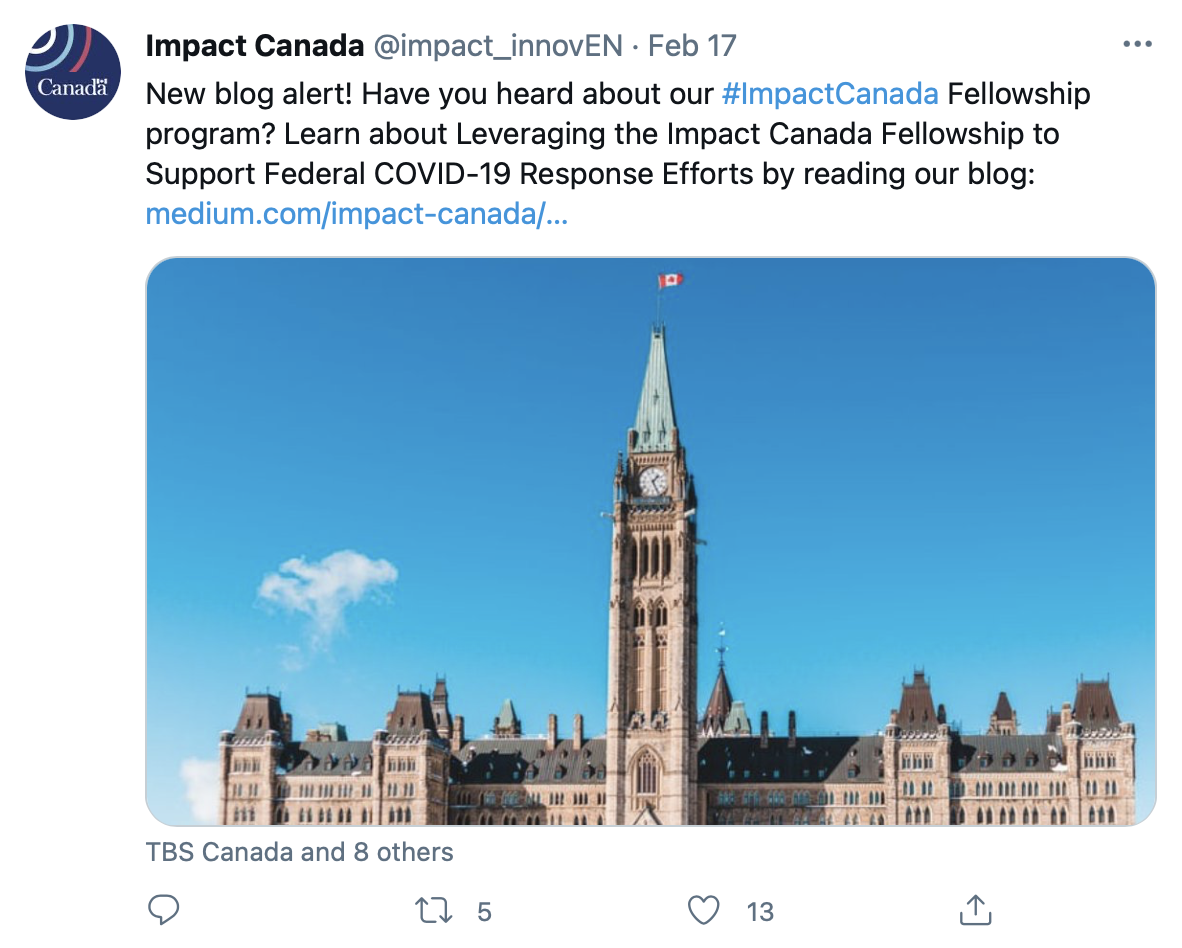 Canada
Impact Canada @impact_innovEN · Feb 17
New blog alert! Have you heard about our #ImpactCanada Fellowship
program? Learn about Leveraging the Impact Canada Fellowship to
Support Federal COVID-19 Response Efforts by reading our blog:
medium.com/impact-canada/...
TBS Canada and 8 others
5
13